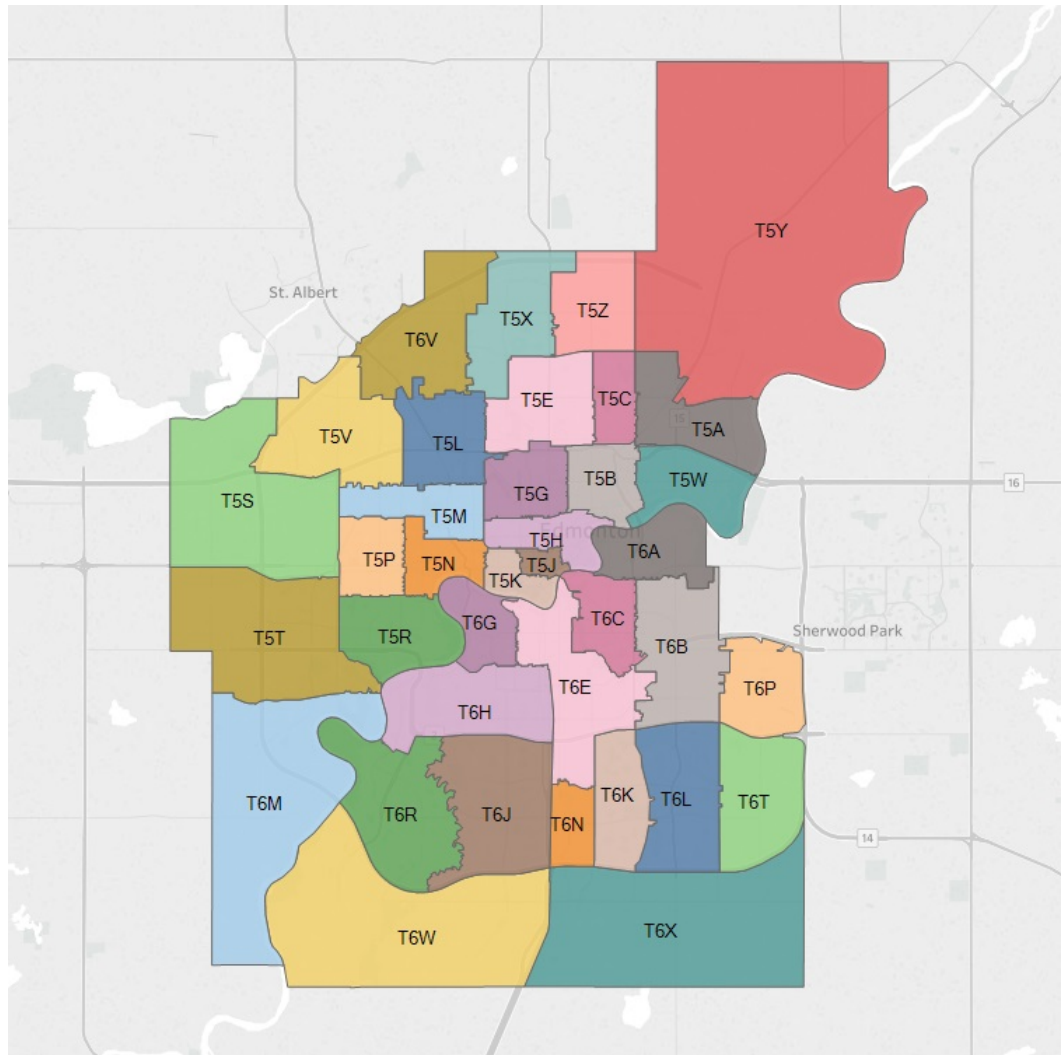 T5Y
St. Albert
T5X
T5Z
T6V
T5E
T5C
15
T5A
T5V
T5L
T5W
T5B
16
T5G
T5S
T5M
Edmonton
T5H
T6A
T5P
T5N
T5J
T5K
T6G
T6C
Sherwood Park
T5T
T5R
T6B
T6E
T6P
T6H
T6K
T6L
T6T
T6M
T6R
T6J
T6N
14
T6X
T6W